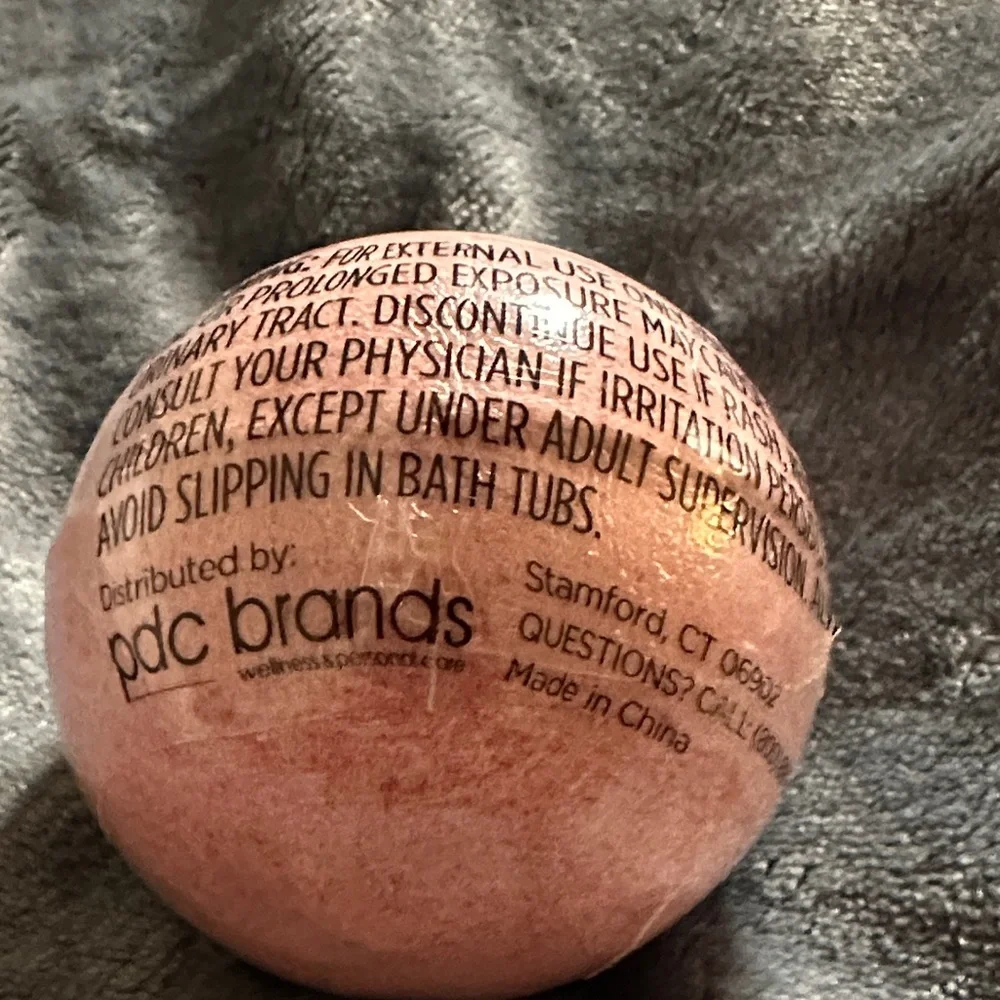 FOR EXTERNAL USE
PROLONGED EXPOSURE MAY
TRACT. DISCONTINUE USE IF RASH,
CONSULT YOUR PHYSICIAN IF IRRITATION
CHILDREN, EXCEPT UNDER ADULT SUPERVISION.
AVOID SLIPPING IN BATH TUBS.
Distributed by:
pdc brands
wellness & personal care
Stamford, CT 06902
QUESTIONS? CALL:
Made in China